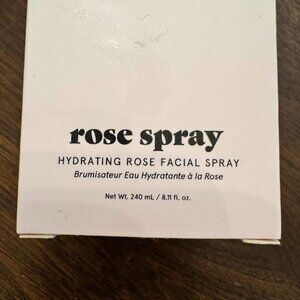 rose spray
HYDRATING ROSE FACIAL SPRAY
Brumisateur Eau Hydratante à la Rose
Net Wt. 240 mL / 8.11 fl. oz.